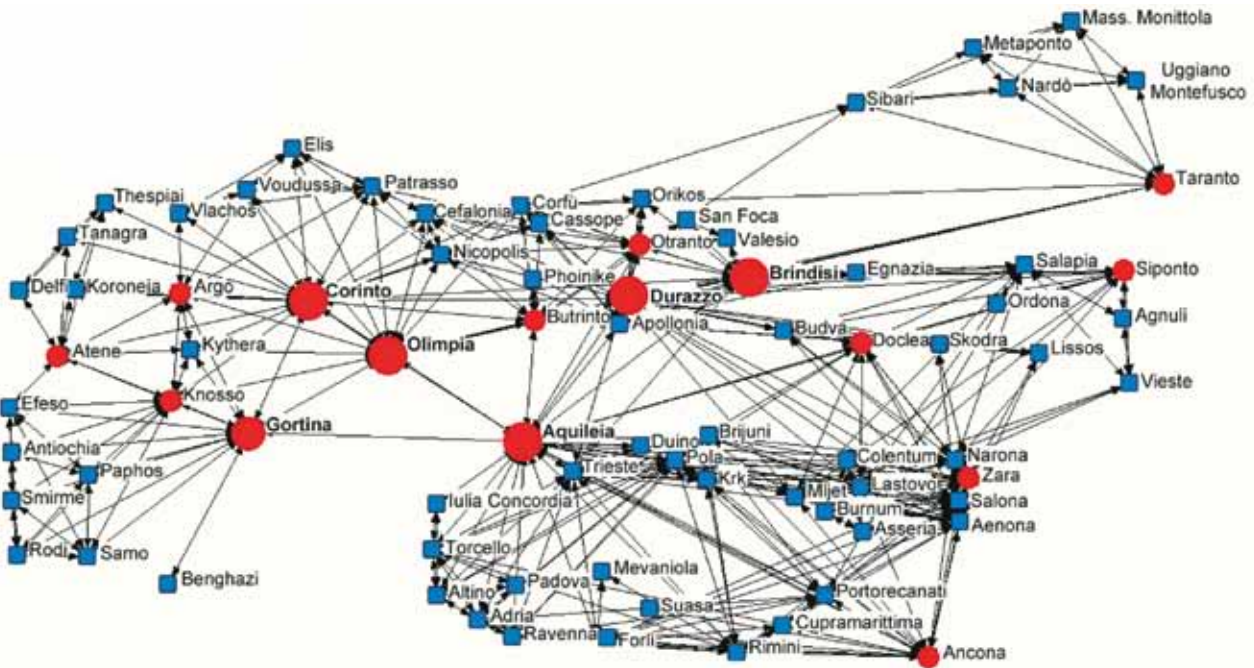 Mass. Monittola
Metaponto
Uggiano
Montefusco
Nardò
Sibari
Elis
Taranto
Voudussa
Patrasso
Thespiai
Vlachos
Cefalonia
Corfù
Orikos
Cassope
San Foca
Tanagra
Nicopolis
Otranto
Valesio
Delfi
Koroneia
Argo
Corinto
Phoinike
Durazzo
Brindisi
Egnazia
Salapia
Siponto
Ordona
Butrinto
Apollonia
Budva
Agnuli
Atene
Kythera
Olimpia
Doclea
Skodra
Lissos
Vieste
Knosso
Efeso
Gortina
Aquileia
Duino
Brijuni
Antiochia
Paphos
Trieste
Pola
Colentum
Narona
Krk
Zara
Smirme
Iulia Concordia
Mljet
Lastovo
Salona
Burnum
Aenona
Asseria
Rodi
Samo
Torcello
Benghazi
Mevaniola
Padova
Altino
Portorecanati
Adria
Suasa
Cupramarittima
Ravenna
Forlì
Rimini
Ancona